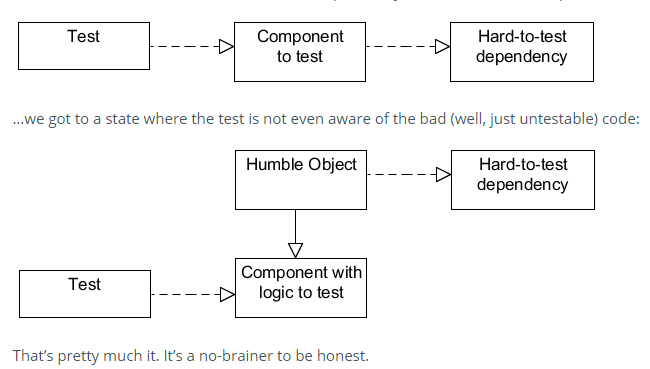 Test
Component
to test
Hard-to-test
dependency
...we got to a state where the test is not even aware of the bad (well, just untestable) code:
Humble Object
Hard-to-test
dependency
Test
Component with
logic to test
That's pretty much it. It's a no-brainer to be honest.